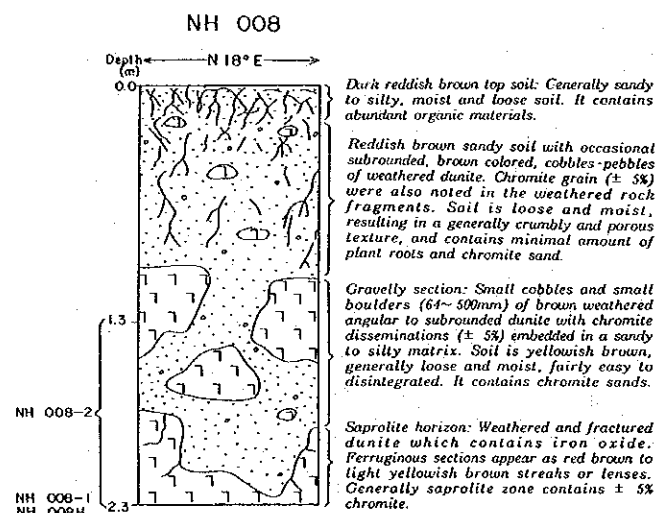 NH 008
Depth
(m)
N 18° E
0.0
Dark reddish brown top soil: Generally sandy
to silty, moist and loose soil. It contains
abundant organic materials.
Reddish brown sandy soil with occasional
subrounded, brown colored, cobbles-pebbles
of weathered dunite. Chromite grain (± 5%)
were also noted in the weathered rock
fragments. Soil is loose and moist,
resulting in a generally crumbly and porous
texture, and contains minimal amount of
plant roots and chromite sand.
Gravelly section: Small cobbles and small
boulders (64~500mm) of brown weathered
angular to subrounded dunite with chromite
disseminations (± 5%) embedded in a sandy
to silty matrix. Soil is yellowish brown,
generally loose and moist, fairly easy to
disintegrated. It contains chromite sands.
1.3
NH 008-2
Saprolite horizon: Weathered and fractured
dunite which contains iron oxide.
Ferruginous sections appear as red brown to
light yellowish brown streahs or lenses.
Generally saprolite zone contains ± 5%
chromite.
NH 008-1
NH 008H
2.3